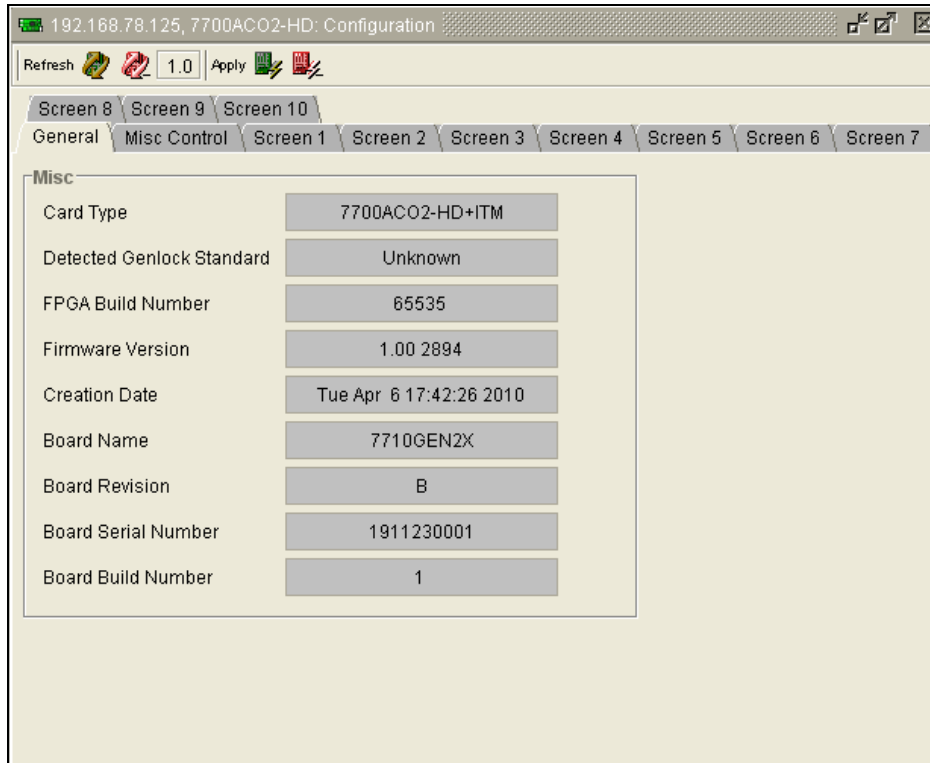 192.168.78.125, 7700ACO2-HD: Configuration
Refresh 1.0 Apply
Screen 8 Screen 9 Screen 10
General Misc Control Screen 1 Screen 2 Screen 3 Screen 4 Screen 5 Screen 6 Screen 7
Misc
Card Type 7700ACO2-HD+ITM
Detected Genlock Standard Unknown
FPGA Build Number 65535
Firmware Version 1.00 2894
Creation Date Tue Apr 6 17:42:26 2010
Board Name 7710GEN2X
Board Revision B
Board Serial Number 1911230001
Board Build Number 1